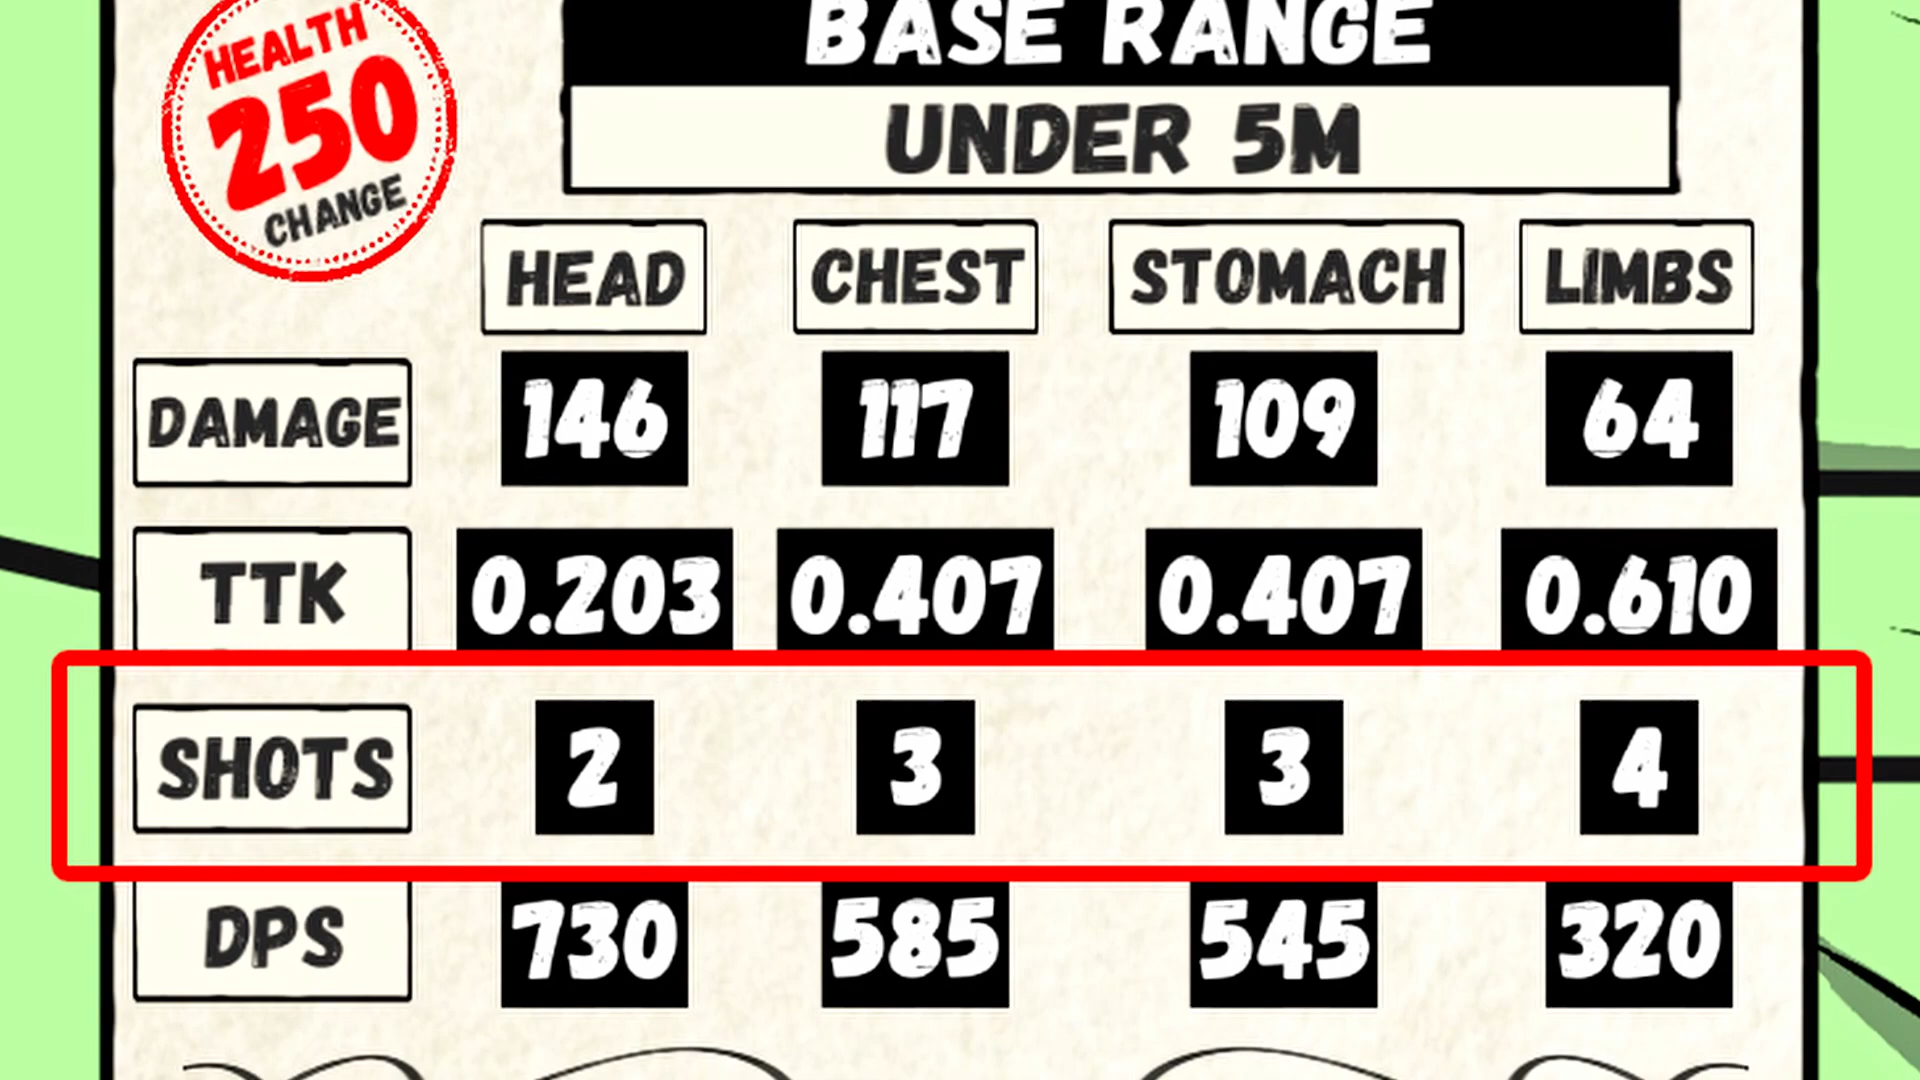 HEALTH
250
CHANGE
BASE RANGE
UNDER 5M
HEAD CHEST STOMACH LIMBS
DAMAGE 146 117 109 64
TTK 0.203 0.407 0.407 0.610
SHOTS 2 3 3 4
DPS 730 585 545 320